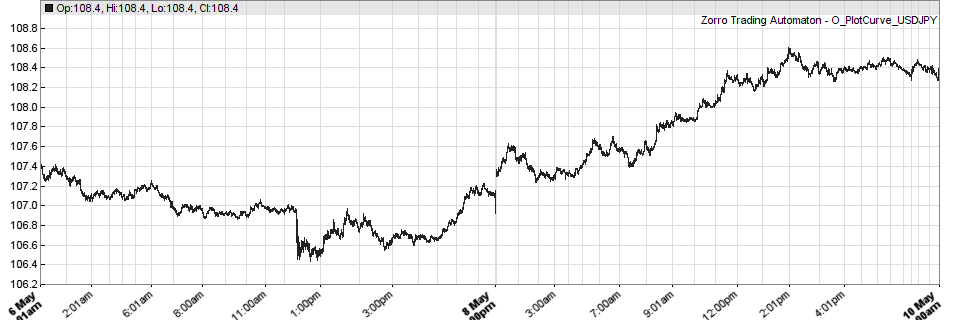 Op:108.4, Hi:108.4, Lo:108.4, Cl:108.4
Zorro Trading Automaton - O_PlotCurve_USDJPY
108.8
108.6
108.4
108.2
108.0
107.8
107.6
107.4
107.2
107.0
106.8
106.6
106.4
106.2
6 May
2:01am
6:01am
8:00am
11:00am
1:00pm
3:00pm
8 May
3:00am
7:00am
9:01am
12:00pm
2:01pm
4:01pm
10 May